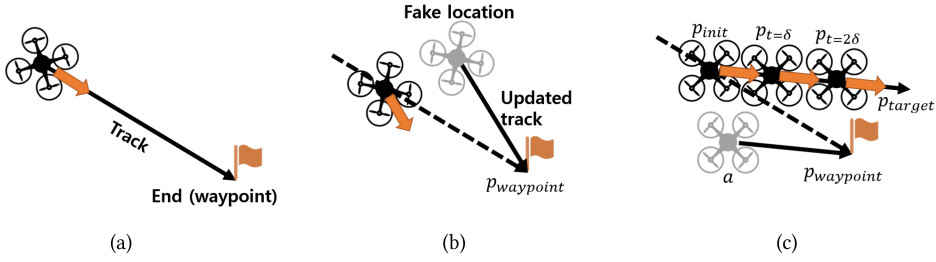 Track
End (waypoint)
(a)
Fake location
Updated
track
p_waypoint
(b)
p_init
p_t=δ
p_t=2δ
p_target
a
p_waypoint
(c)